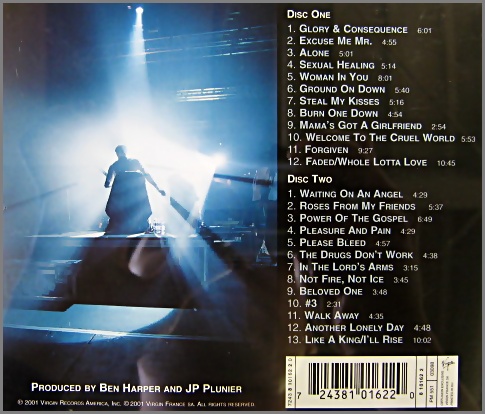 DISC ONE
1. GLORY & CONSEQUENCE 6:01
2. EXCUSE ME MR. 4:55
3. ALONE 5:01
4. SEXUAL HEALING 5:14
5. WOMAN IN YOU 8:01
6. GROUND ON DOWN 5:40
7. STEAL MY KISSES 5:16
8. BURN ONE DOWN 4:54
9. MAMA'S GOT A GIRLFRIEND 2:54
10. WELCOME TO THE CRUEL WORLD 5:53
11. FORGIVEN 9:27
12. FADED/WHOLE LOTTA LOVE 10:45
DISC TWO
1. WAITING ON AN ANGEL 4:29
2. ROSES FROM MY FRIENDS 5:37
3. POWER OF THE GOSPEL 6:49
4. PLEASURE AND PAIN 4:29
5. PLEASE BLEED 4:57
6. THE DRUGS DON'T WORK 4:38
7. IN THE LORD'S ARMS 3:15
8. NOT FIRE, NOT ICE 3:45
9. BELOVED ONE 3:48
10. #3 2:31
11. WALK AWAY 4:35
12. ANOTHER LONELY DAY 4:48
13. LIKE A KING/I'LL RISE 10:02
PRODUCED BY BEN HARPER AND JP PLUNIER
© 2001 VIRGIN RECORDS AMERICA, INC. © 2001 VIRGIN FRANCE SA. ALL RIGHTS RESERVED.
7243 8 10162 2 0
7 24381 01622 0
8 10162 2